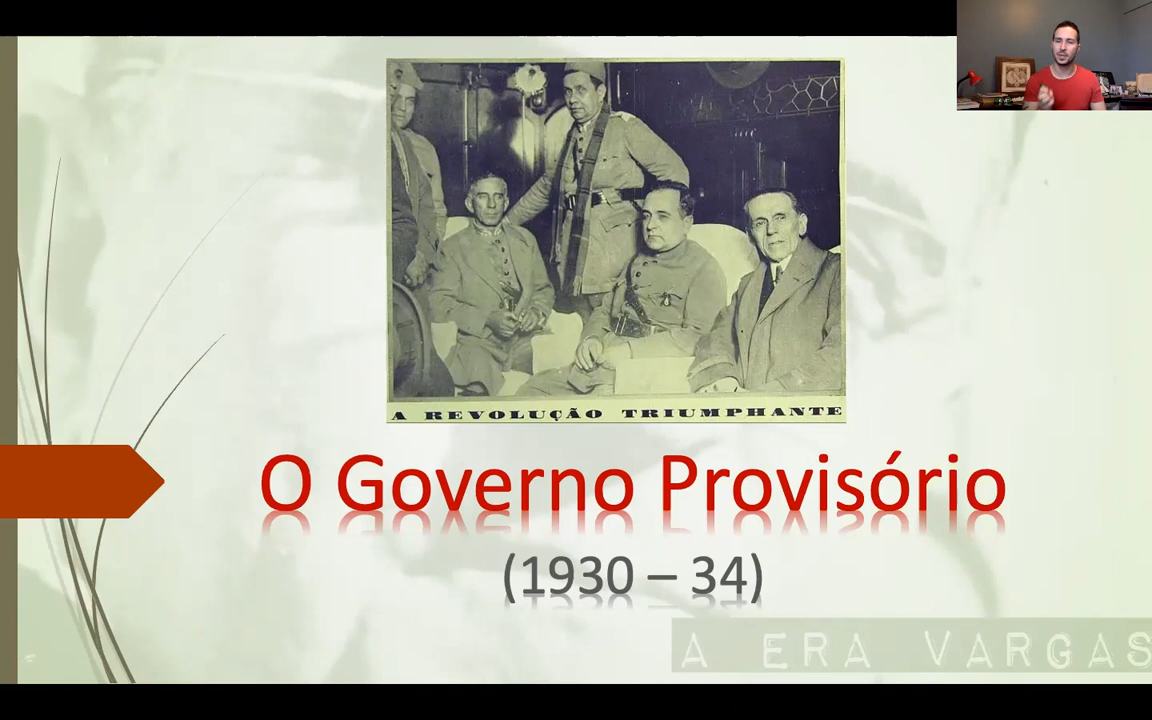 A REVOLUÇÃO TRIUMPHANTE
O Governo Provisório
(1930 – 34)
A ERA VARGAS